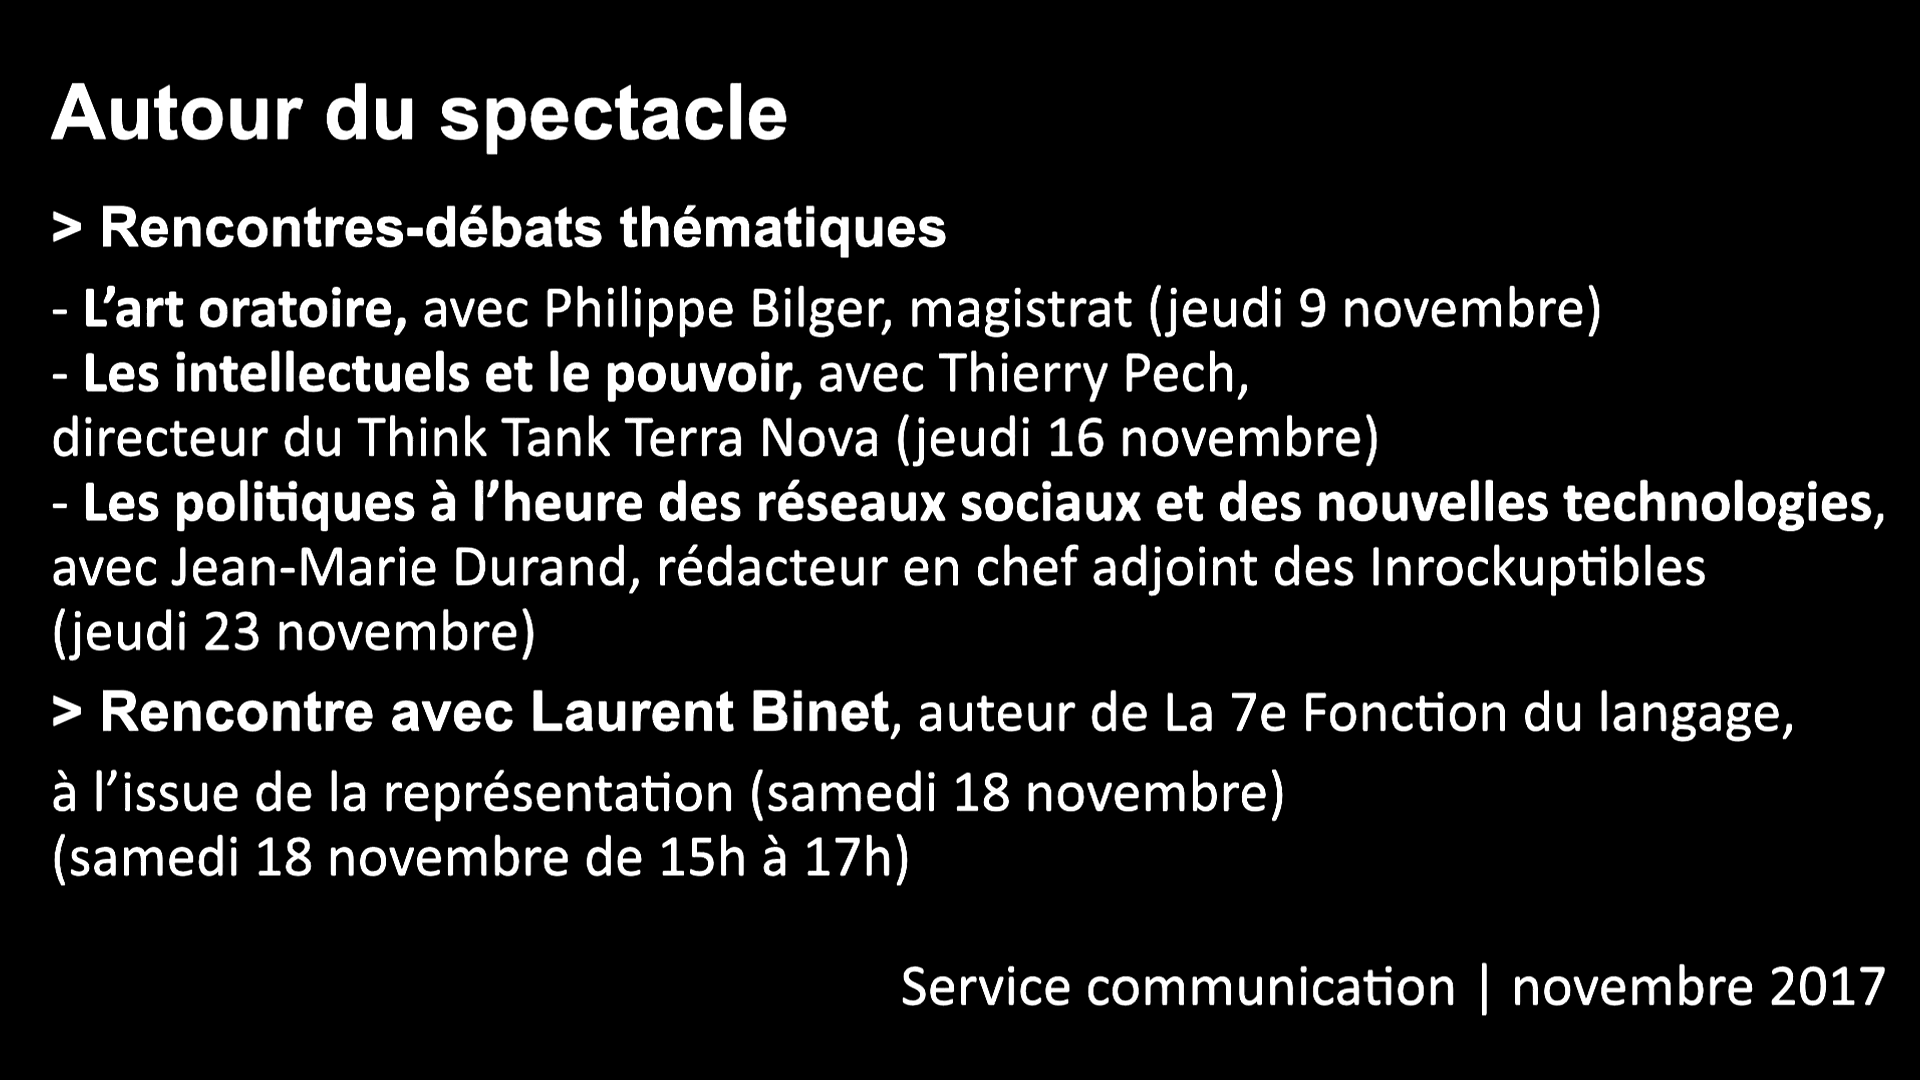 Autour du spectacle
> Rencontres-débats thématiques
- L’art oratoire, avec Philippe Bilger, magistrat (jeudi 9 novembre)
- Les intellectuels et le pouvoir, avec Thierry Pech,
directeur du Think Tank Terra Nova (jeudi 16 novembre)
- Les politiques à l’heure des réseaux sociaux et des nouvelles technologies,
avec Jean-Marie Durand, rédacteur en chef adjoint des Inrockuptibles
(jeudi 23 novembre)
> Rencontre avec Laurent Binet, auteur de La 7e Fonction du langage,
à l’issue de la représentation (samedi 18 novembre)
(samedi 18 novembre de 15h à 17h)
Service communication | novembre 2017